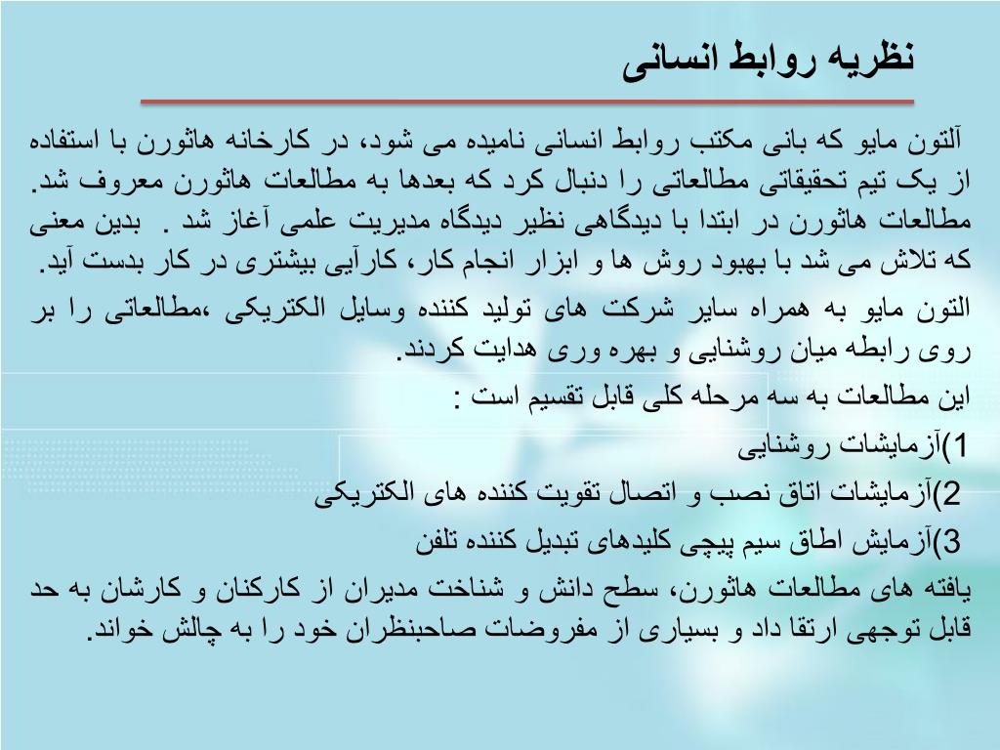 نظریه روابط انسانی
آلتون مایو که بانی مکتب روابط انسانی نامیده می شود، در کارخانه هاثورن با استفاده
از یک تیم تحقیقاتی مطالعاتی را دنبال کرد که بعدها به مطالعات هاثورن معروف شد.
مطالعات هاثورن در ابتدا با دیدگاهی نظیر دیدگاه مدیریت علمی آغاز شد . بدین معنی
که تلاش می شد با بهبود روش ها و ابزار انجام کار، کارآیی بیشتری در کار بدست آید.
التون مایو به همراه سایر شرکت های تولید کننده وسایل الکتریکی ،مطالعاتی را بر
روی رابطه میان روشنایی و بهره وری هدایت کردند.
این مطالعات به سه مرحله کلی قابل تقسیم است :
1)آزمایشات روشنایی
2)آزمایشات اتاق نصب و اتصال تقویت کننده های الکتریکی
3)آزمایش اطاق سیم پیچی کلیدهای تبدیل کننده تلفن
یافته های مطالعات هاثورن، سطح دانش و شناخت مدیران از کارکنان و کارشان به حد
قابل توجهی ارتقا داد و بسیاری از مفروضات صاحبنظران خود را به چالش خواند.